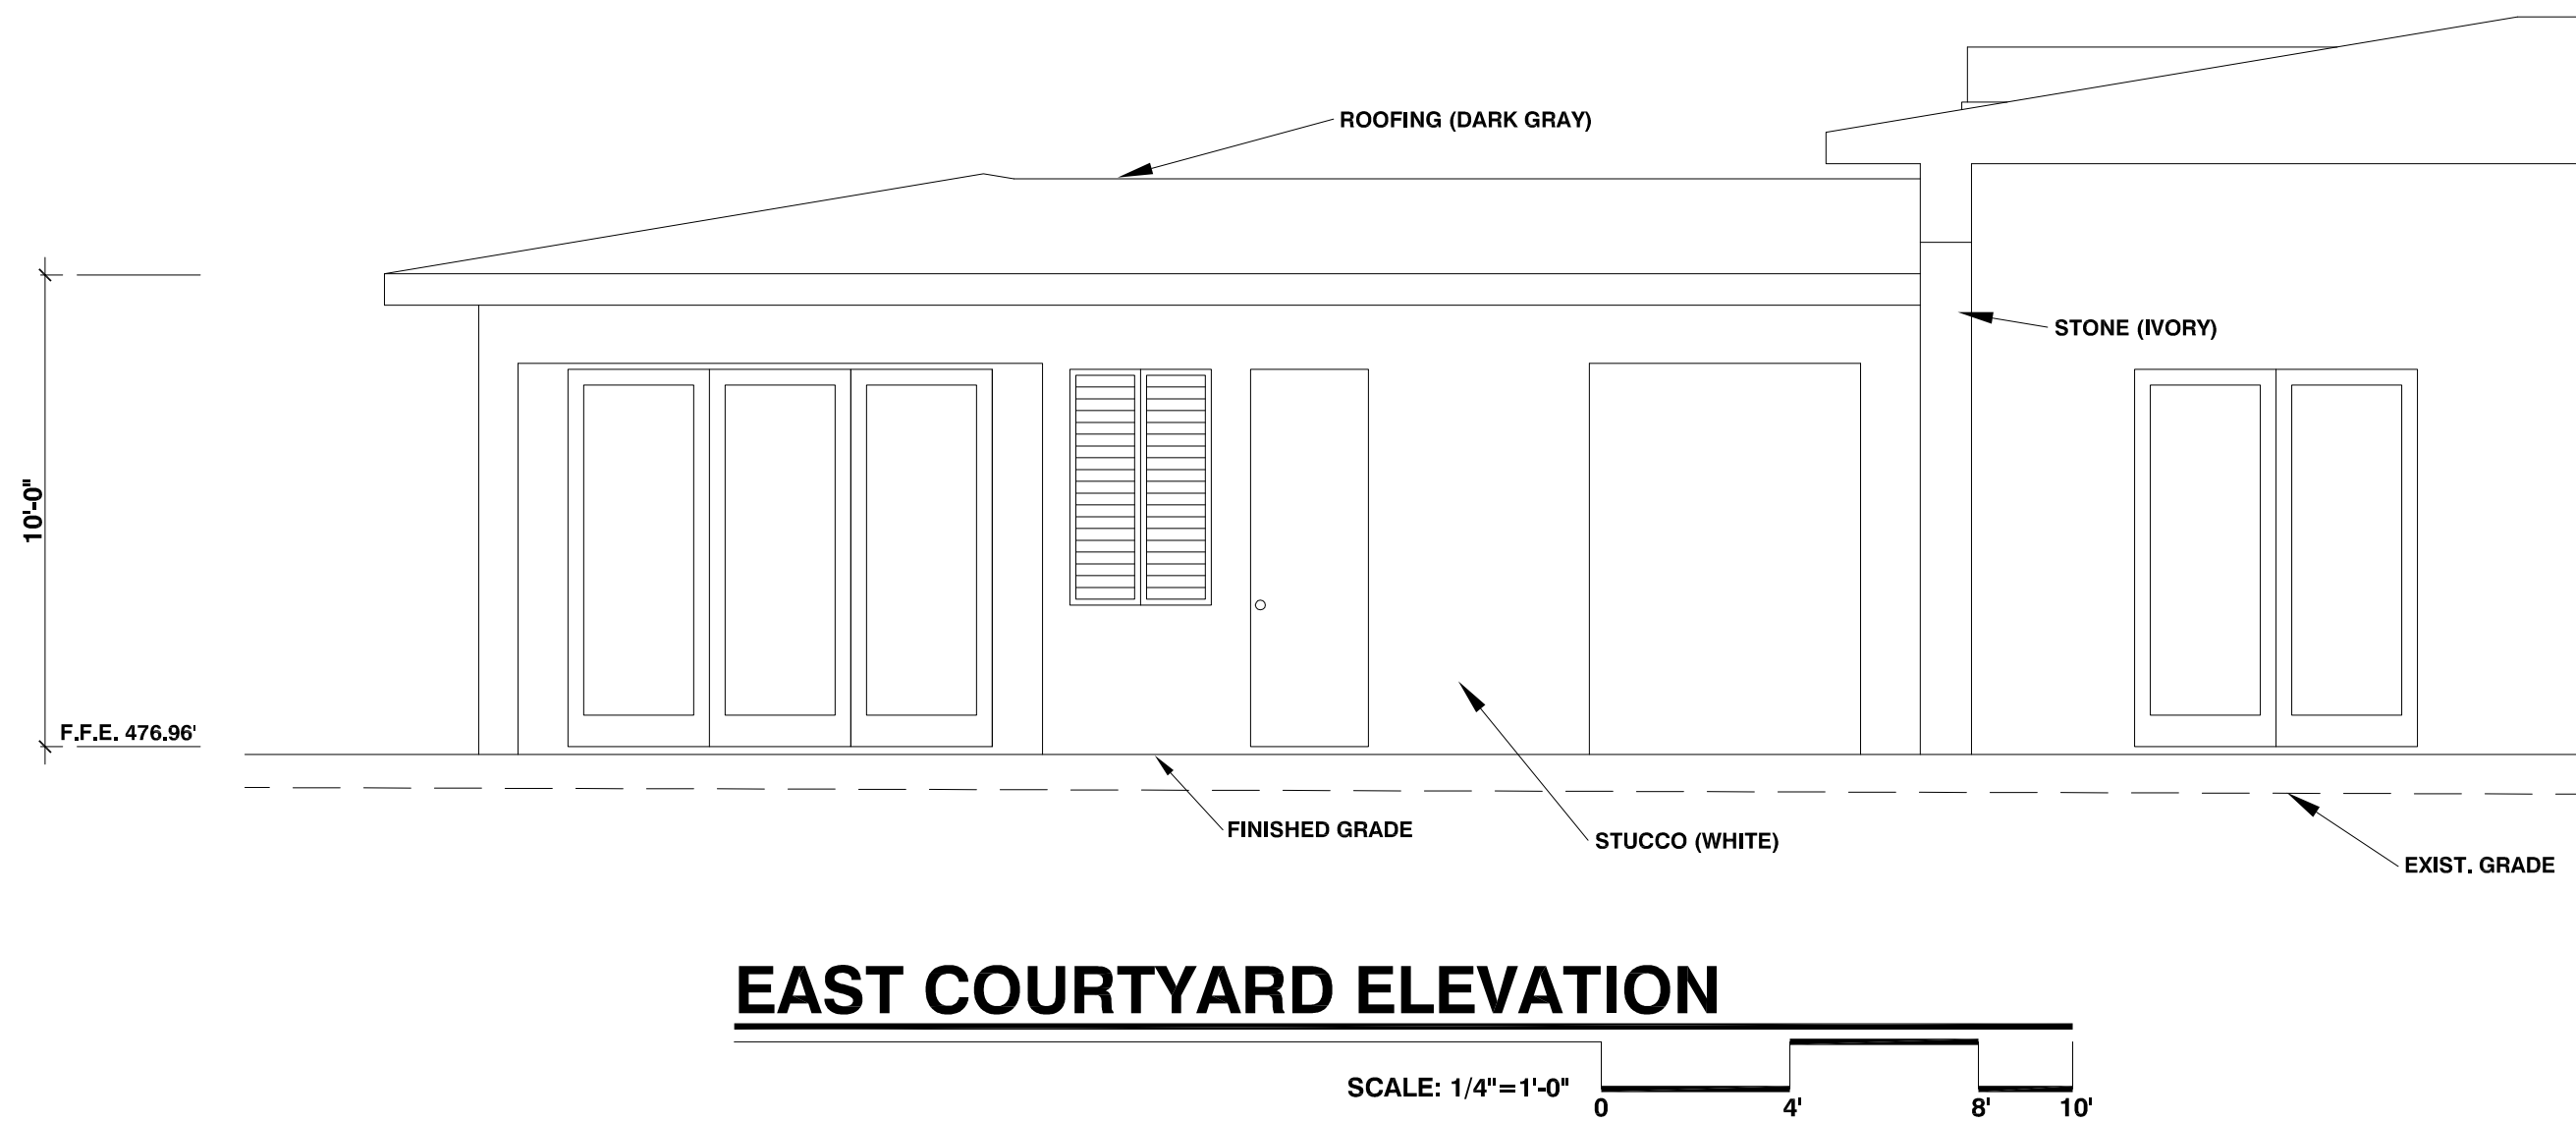 ROOFING (DARK GRAY)
STONE (IVORY)
10'-0"
F.F.E. 476.96'
FINISHED GRADE
STUCCO (WHITE)
EXIST. GRADE
EAST COURTYARD ELEVATION
SCALE: 1/4"=1'-0"
0 4' 8' 10'